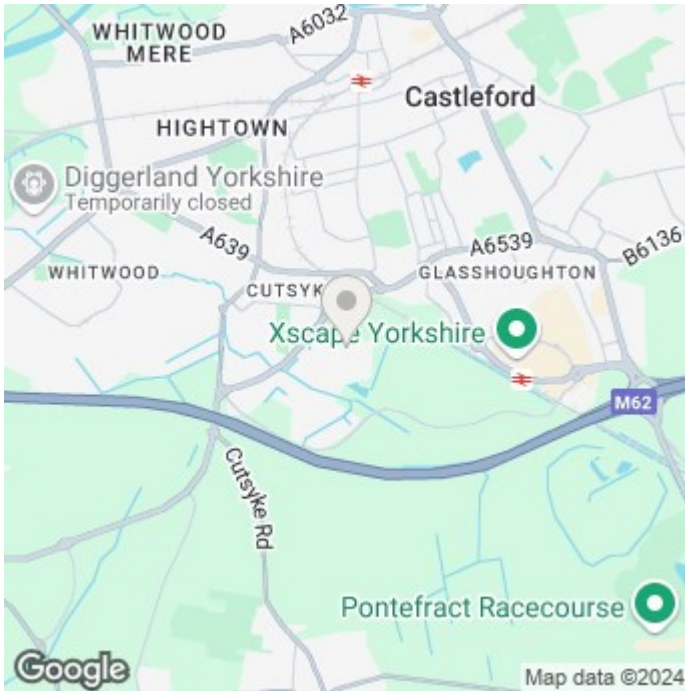 WHITWOOD
MERE
A6032
Castleford
HIGHTOWN
Diggerland Yorkshire
Temporarily closed
A639
A6539
B6136
WHITWOOD
GLASSHOUGHTON
CUTSYK
Xscape Yorkshire
M62
Cutsyke Rd
Pontefract Racecourse
Google
Map data ©2024